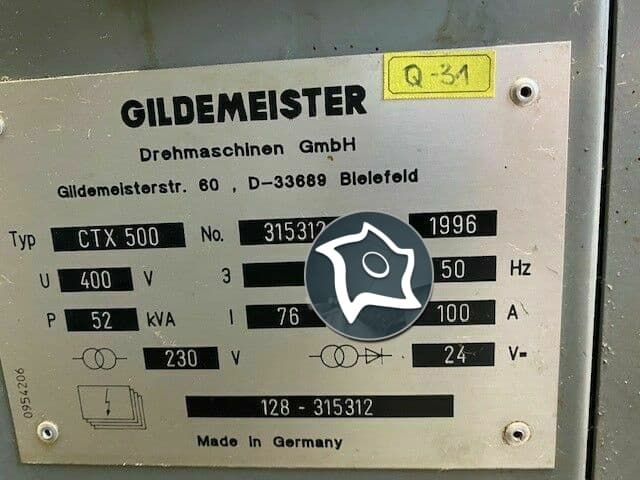 Q-31
GILDEMEISTER
Drehmaschinen GmbH
Gildemeisterstr. 60 , D-33689 Bielefeld
Typ CTX 500 No. 315312 1996
U 400 V 3 50 Hz
P 52 kVA I 76 100 A
230 V 24 V=
128 - 315312
0954206
Made in Germany